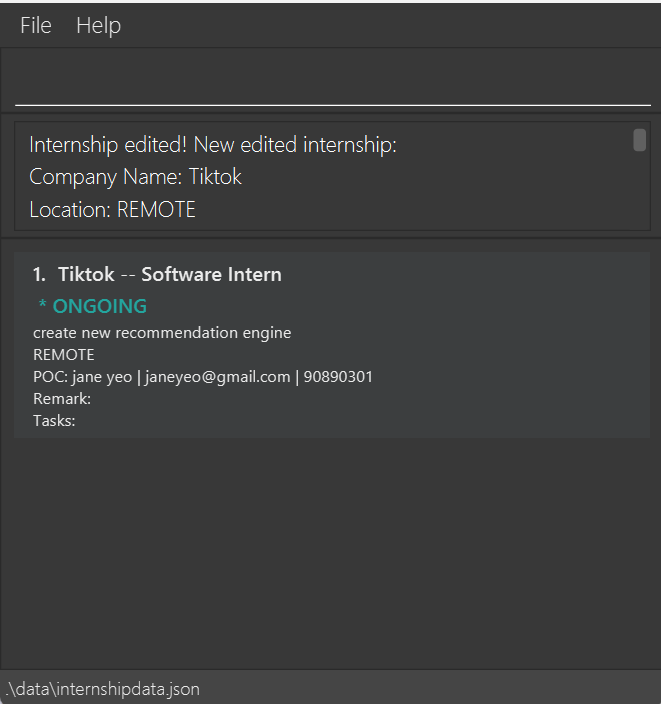 File Help
Internship edited! New edited internship:
Company Name: Tiktok
Location: REMOTE
1. Tiktok -- Software Intern
* ONGOING
create new recommendation engine
REMOTE
POC: jane yeo | janeyeo@gmail.com | 90890301
Remark:
Tasks:
.\data\internshipdata.json